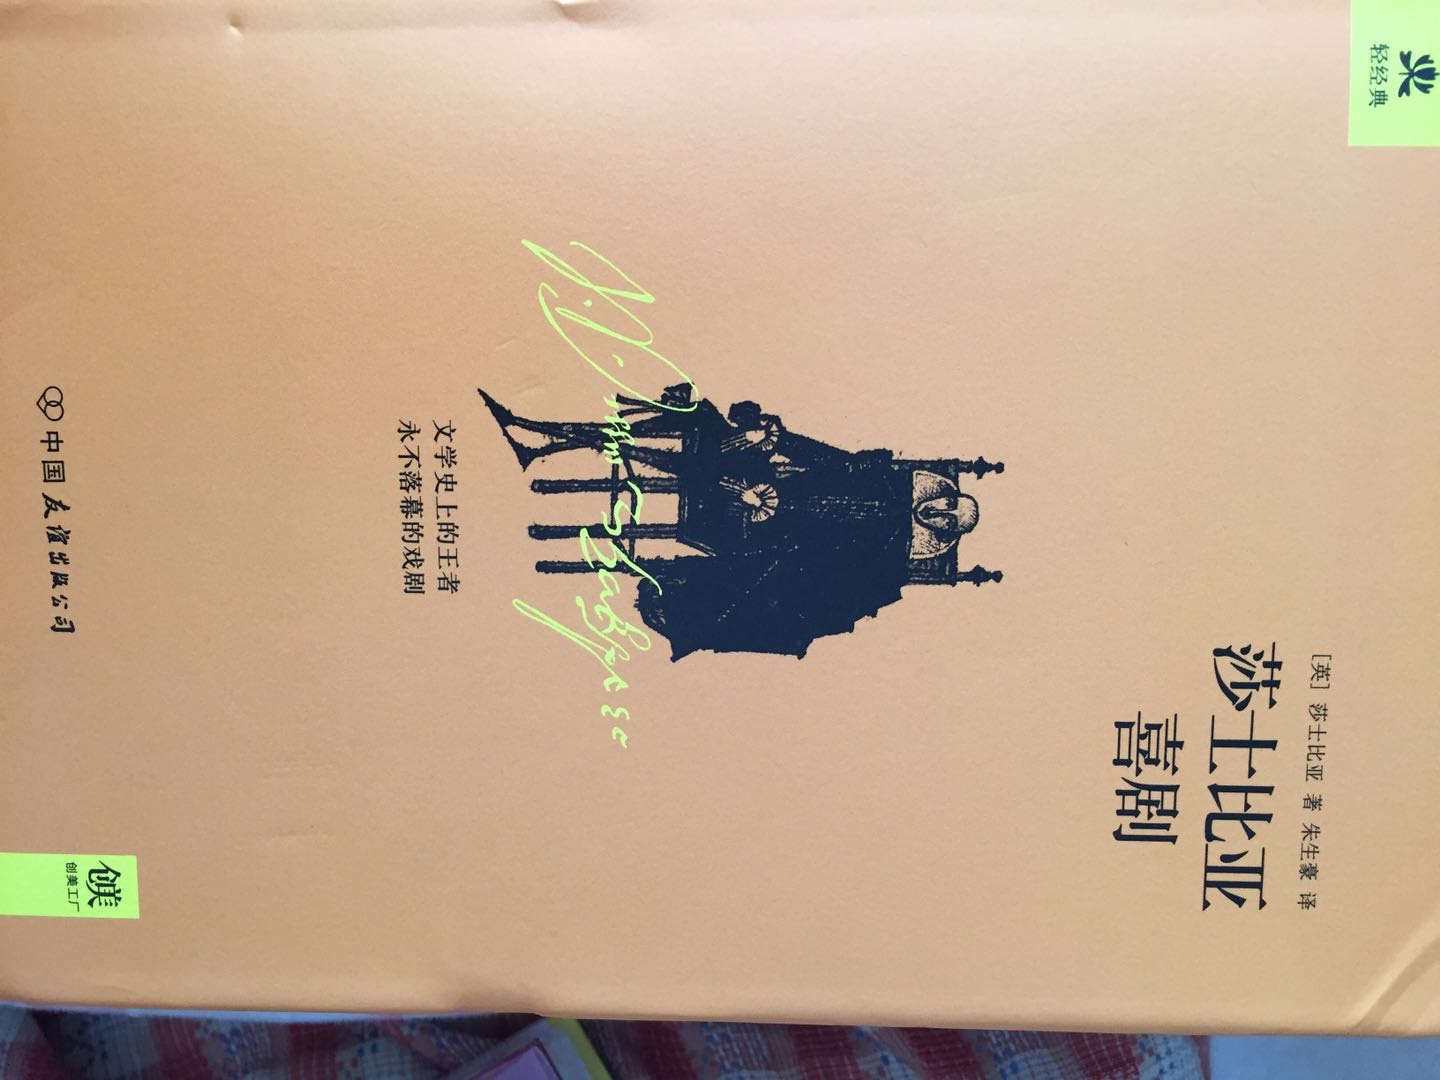 轻经典
[英] 莎士比亚 著 朱生豪 译
莎士比亚
喜剧
文学史上的王者
永不落幕的戏剧
中国友谊出版公司
创美工厂